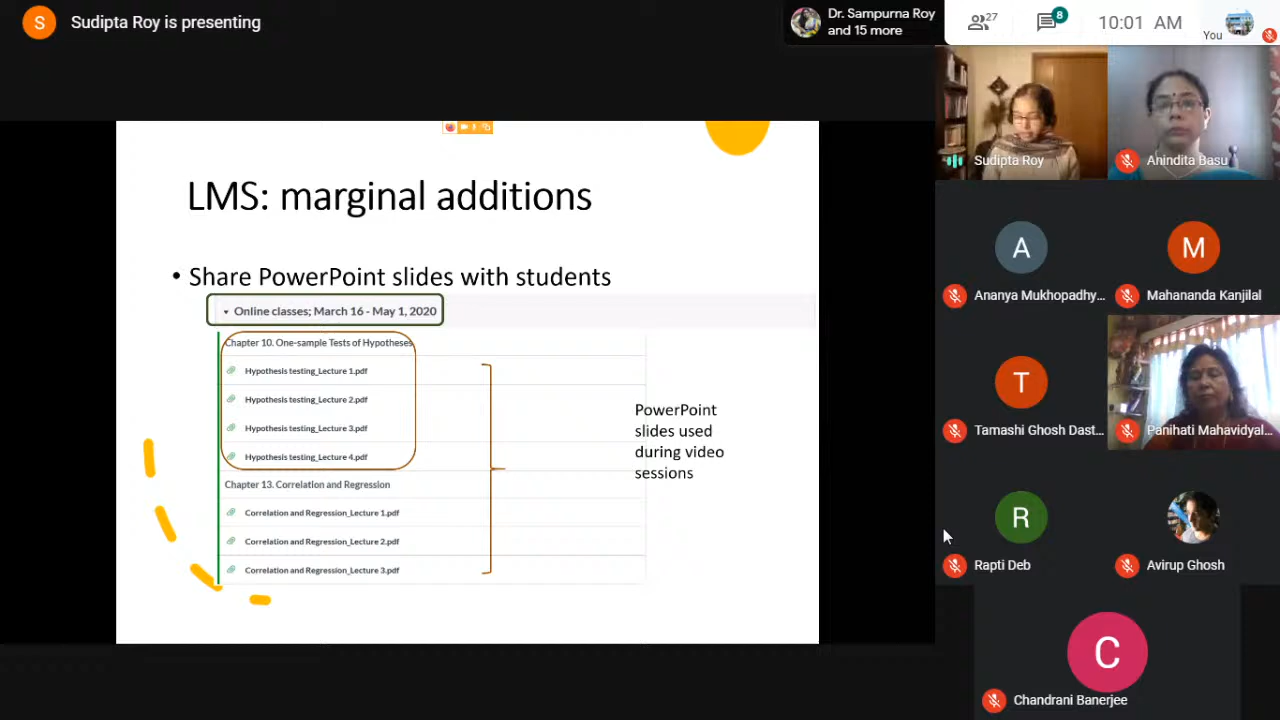 S
Sudipta Roy is presenting
Dr. Sampurna Roy
and 15 more
27
8
10:01 AM
You
LMS: marginal additions
• Share PowerPoint slides with students
Online classes; March 16 - May 1, 2020
Chapter 10. One-sample Tests of Hypotheses
Hypothesis testing_Lecture 1.pdf
Hypothesis testing_Lecture 2.pdf
Hypothesis testing_Lecture 3.pdf
Hypothesis testing_Lecture 4.pdf
Chapter 13. Correlation and Regression
Correlation and Regression_Lecture 1.pdf
Correlation and Regression_Lecture 2.pdf
Correlation and Regression_Lecture 3.pdf
PowerPoint
slides used
during video
sessions
Sudipta Roy
Anindita Basu
A
Ananya Mukhopadhy...
M
Mahananda Kanjilal
T
Tamashi Ghosh Dast...
Panihati Mahavidyal...
R
Rapti Deb
Avirup Ghosh
C
Chandrani Banerjee